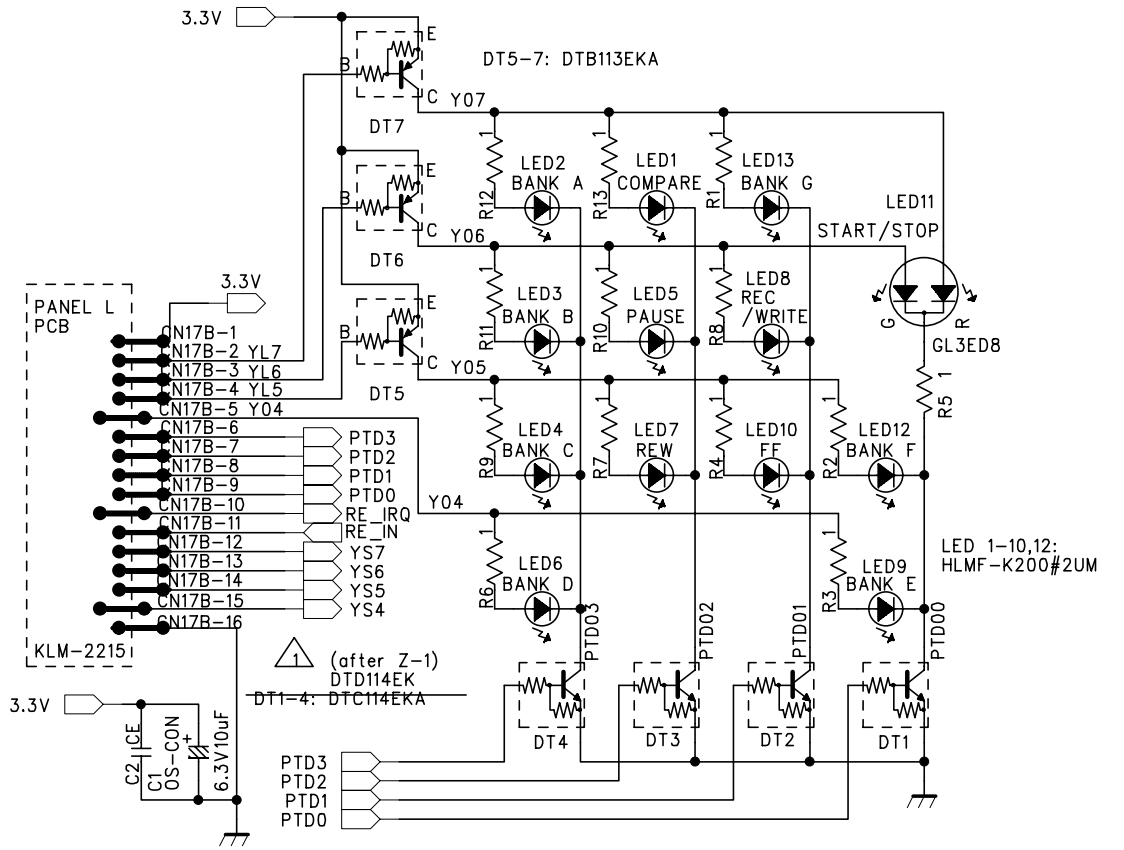 3.3V
E
DT5-7: DTB113EKA
B
C Y07
DT7
1
1
1
LED2
BANK A
LED1
COMPARE
LED13
BANK G
R12
R13
R1
LED11
START/STOP
E
B
C
Y06
DT6
1
1
1
LED3
BANK B
LED5
PAUSE
LED8
REC
/WRITE
R11
R10
R8
G
R
GL3ED8
R5 1
3.3V
PANEL L
PCB
E
B
C
Y05
DT5
CN17B-1
CN17B-2 YL7
CN17B-3 YL6
CN17B-4 YL5
CN17B-5 Y04
CN17B-6
CN17B-7
CN17B-8
CN17B-9
CN17B-10
CN17B-11
CN17B-12
CN17B-13
CN17B-14
CN17B-15
CN17B-16
PTD3
PTD2
PTD1
PTD0
RE_IRQ
RE_IN
YS7
YS6
YS5
YS4
KLM-2215
1
1
1
1
LED4
BANK C
LED7
REW
LED10
FF
LED12
BANK F
R9
R7
R4
R2
Y04
1
1
LED6
BANK D
LED9
BANK E
R6
R3
LED 1-10,12:
HLMF-K200#2UM
PTD03
PTD02
PTD01
PTD00
1
(after Z-1)
DTD114EK
DT1-4: DTC114EKA
DT4
DT3
DT2
DT1
3.3V
C2 CE
C1
OS-CON
+
6.3V10uF
PTD3
PTD2
PTD1
PTD0